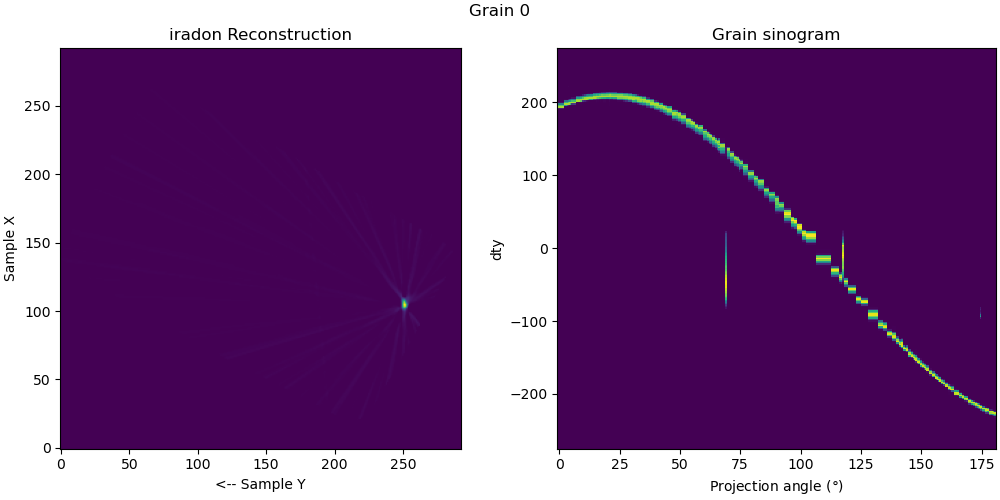 Grain 0
iradon Reconstruction
Sample X
250
200
150
100
50
0
0 50 100 150 200 250
<-- Sample Y
Grain sinogram
dty
200
100
0
−100
−200
0 25 50 75 100 125 150 175
Projection angle (°)